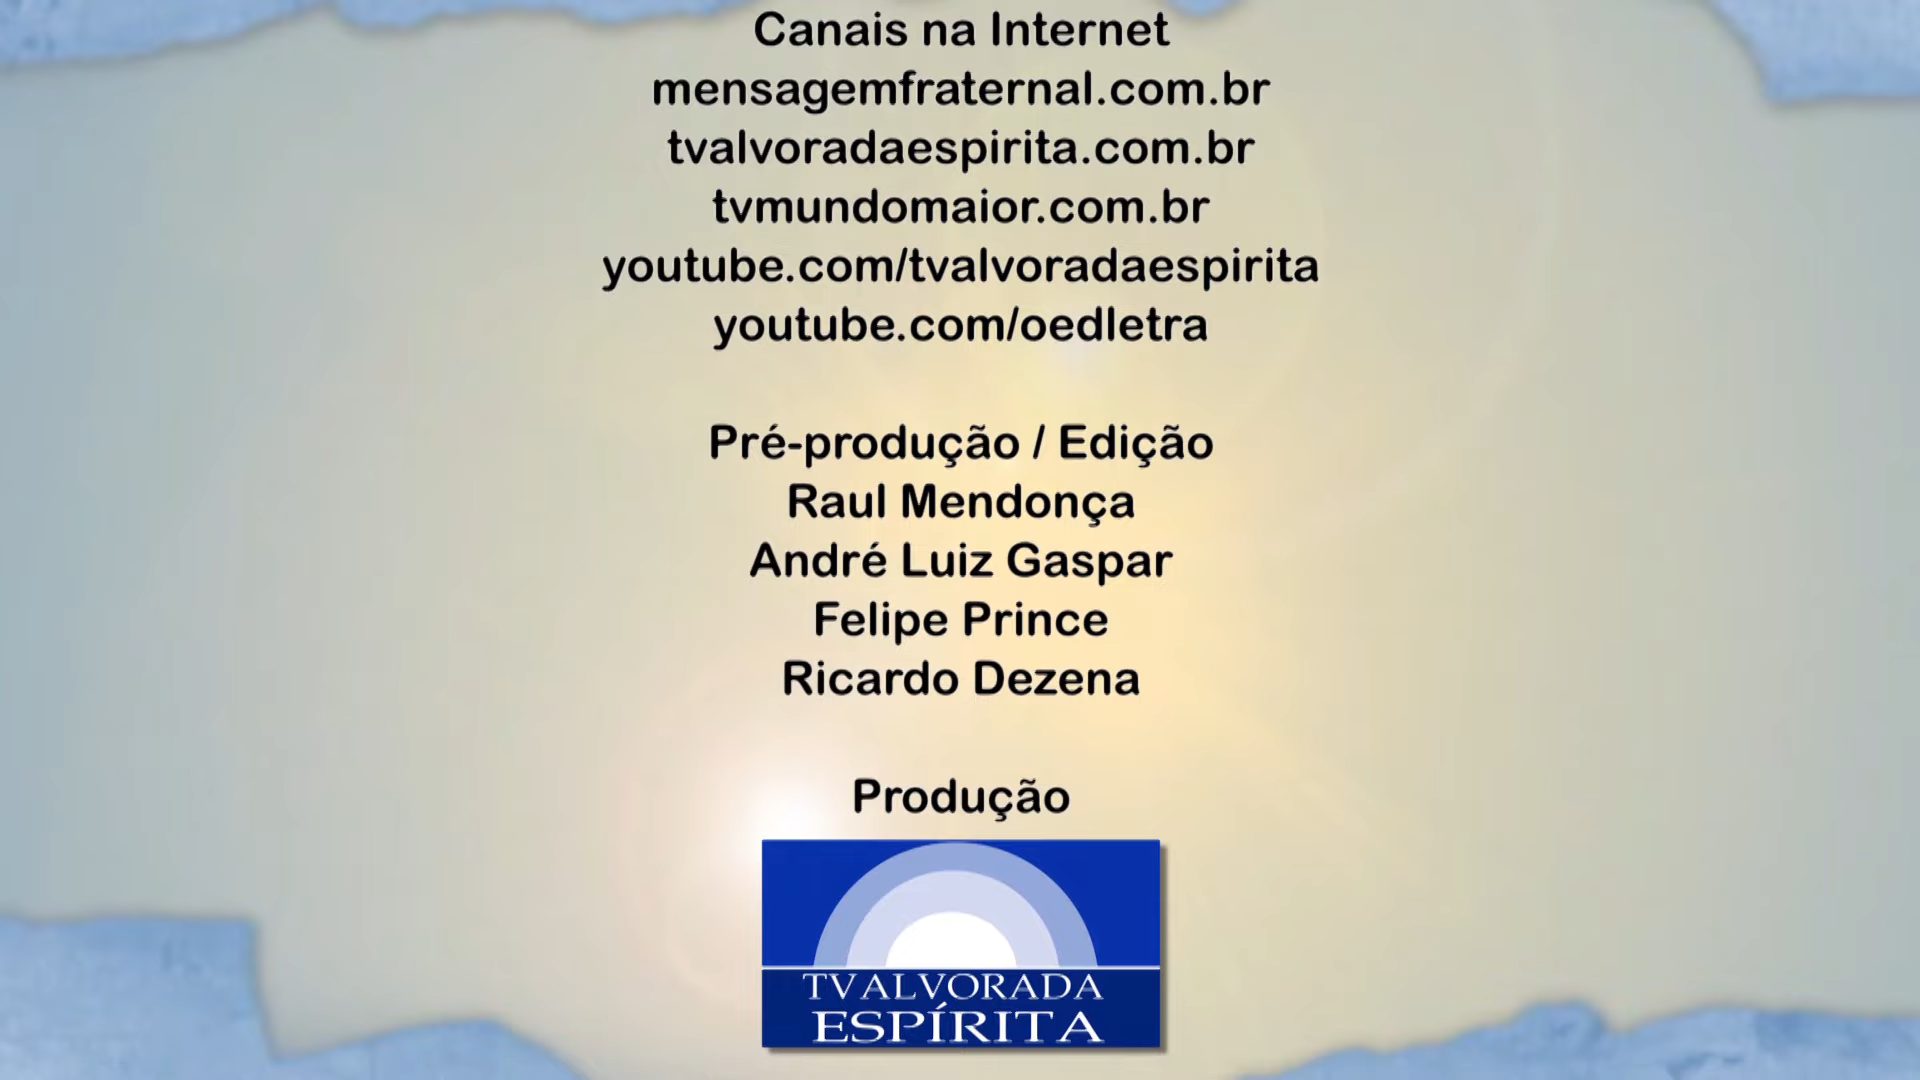 Canais na Internet
mensagemfraternal.com.br
tvalvoradaespirita.com.br
tvmundomaior.com.br
youtube.com/tvalvoradaespirita
youtube.com/oedletra
Pré-produção / Edição
Raul Mendonça
André Luiz Gaspar
Felipe Prince
Ricardo Dezena
Produção
TV ALVORADA
ESPÍRITA